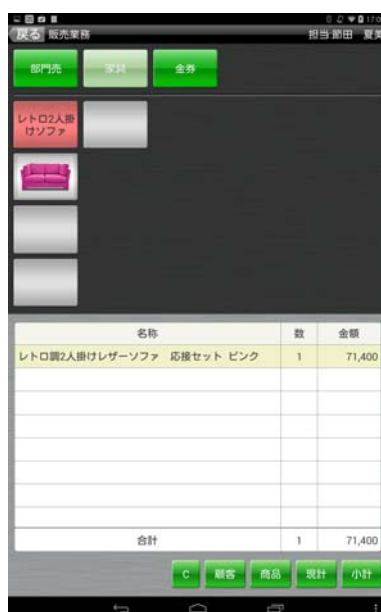 戻る 販売業務 担当:節田 夏美
部門売 家具 金券
レトロ2人掛
けソファ
名称 数 金額
レトロ調2人掛けレザーソファ 応接セット ピンク 1 71,400
合計 1 71,400
C 顧客 商品 現計 小計